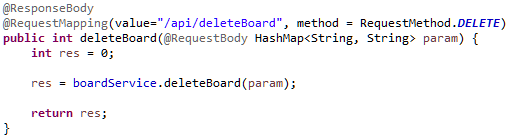 @ResponseBody
@RequestMapping(value="/api/deleteBoard", method = RequestMethod.DELETE)
public int deleteBoard(@RequestBody HashMap<String, String> param) {
    int res = 0;

    res = boardService.deleteBoard(param);

    return res;
}